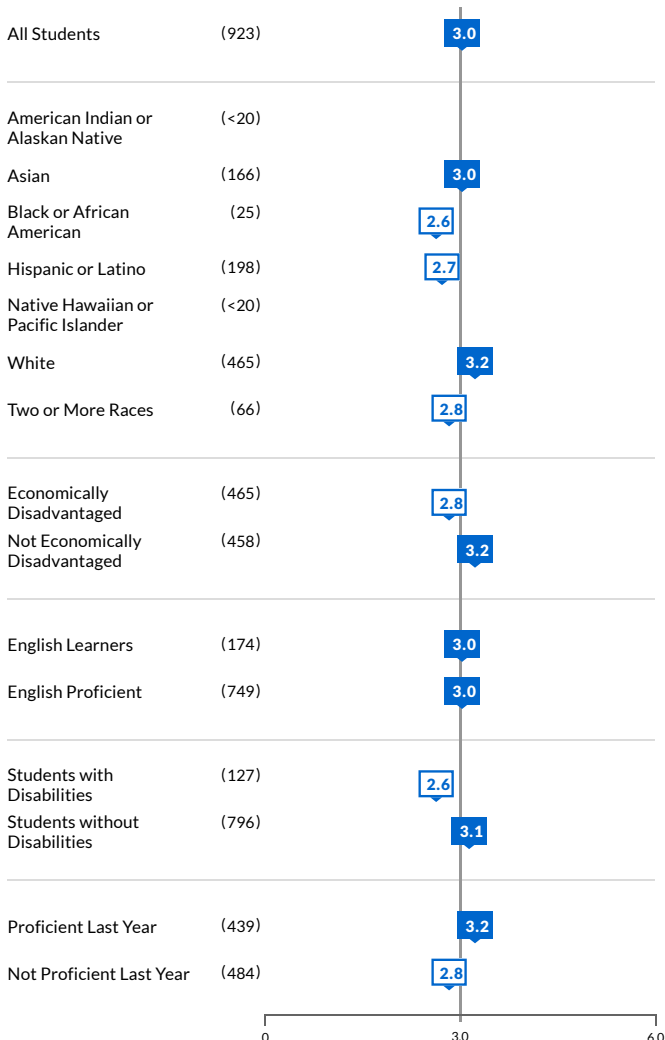 All Students (923) 3.0
American Indian or (<20)
Alaskan Native
Asian (166) 3.0
Black or African (25) 2.6
American
Hispanic or Latino (198) 2.7
Native Hawaiian or (<20)
Pacific Islander
White (465) 3.2
Two or More Races (66) 2.8
Economically (465) 2.8
Disadvantaged
Not Economically (458) 3.2
Disadvantaged
English Learners (174) 3.0
English Proficient (749) 3.0
Students with (127) 2.6
Disabilities
Students without (796) 3.1
Disabilities
Proficient Last Year (439) 3.2
Not Proficient Last Year (484) 2.8
0 3.0 6.0